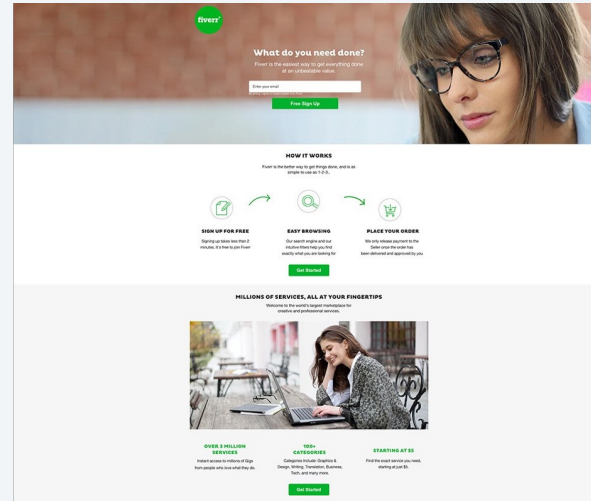 fiverr
What do you need done?
Fiverr is the easiest way to get everything done
at an unbeatable value.
Enter your email
Free Sign Up
HOW IT WORKS
Fiverr is the better way to get things done, and is as
simple to use as 1-2-3...
SIGN UP FOR FREE
Signing up takes less than 2
minutes. It's free to join Fiverr
EASY BROWSING
Our search engine and our
intuitive filters help you find
exactly what you are looking for
PLACE YOUR ORDER
We only release payment to the
Seller once the order has
been delivered and approved by you
Get Started
MILLIONS OF SERVICES, ALL AT YOUR FINGERTIPS
Welcome to the world's largest marketplace for
creative and professional services.
OVER 3 MILLION
SERVICES
Instant access to millions of Gigs
from people who love what they do.
100+
CATEGORIES
Categories Include: Graphics &
Design, Writing, Translation, Business,
Tech, and many more.
STARTING AT $5
Find the exact service you need,
starting at just $5.
Get Started